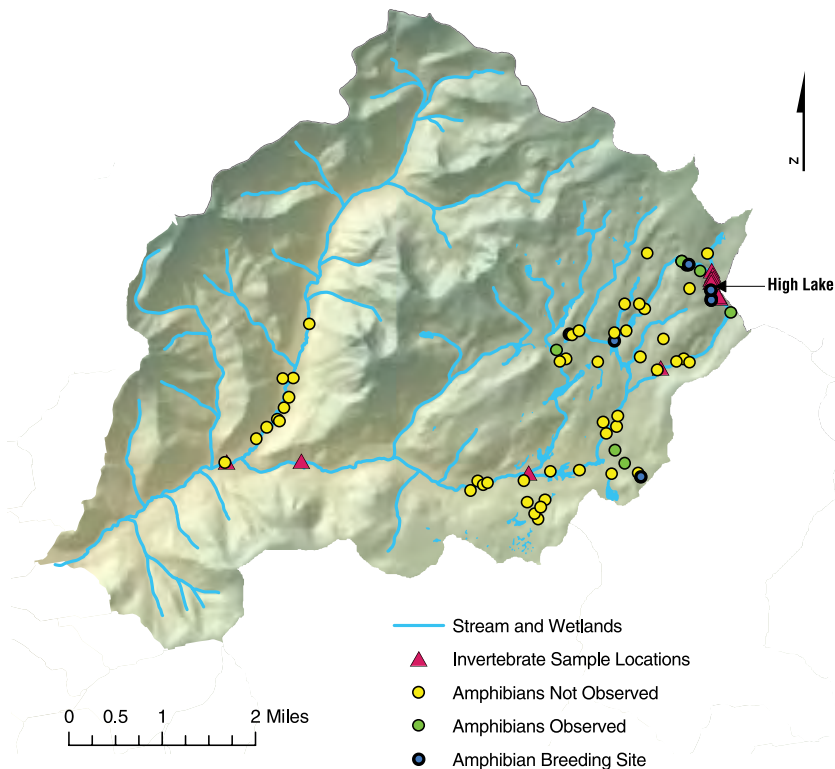 N
High Lake
Stream and Wetlands
Invertebrate Sample Locations
Amphibians Not Observed
Amphibians Observed
Amphibian Breeding Site
0 0.5 1 2 Miles